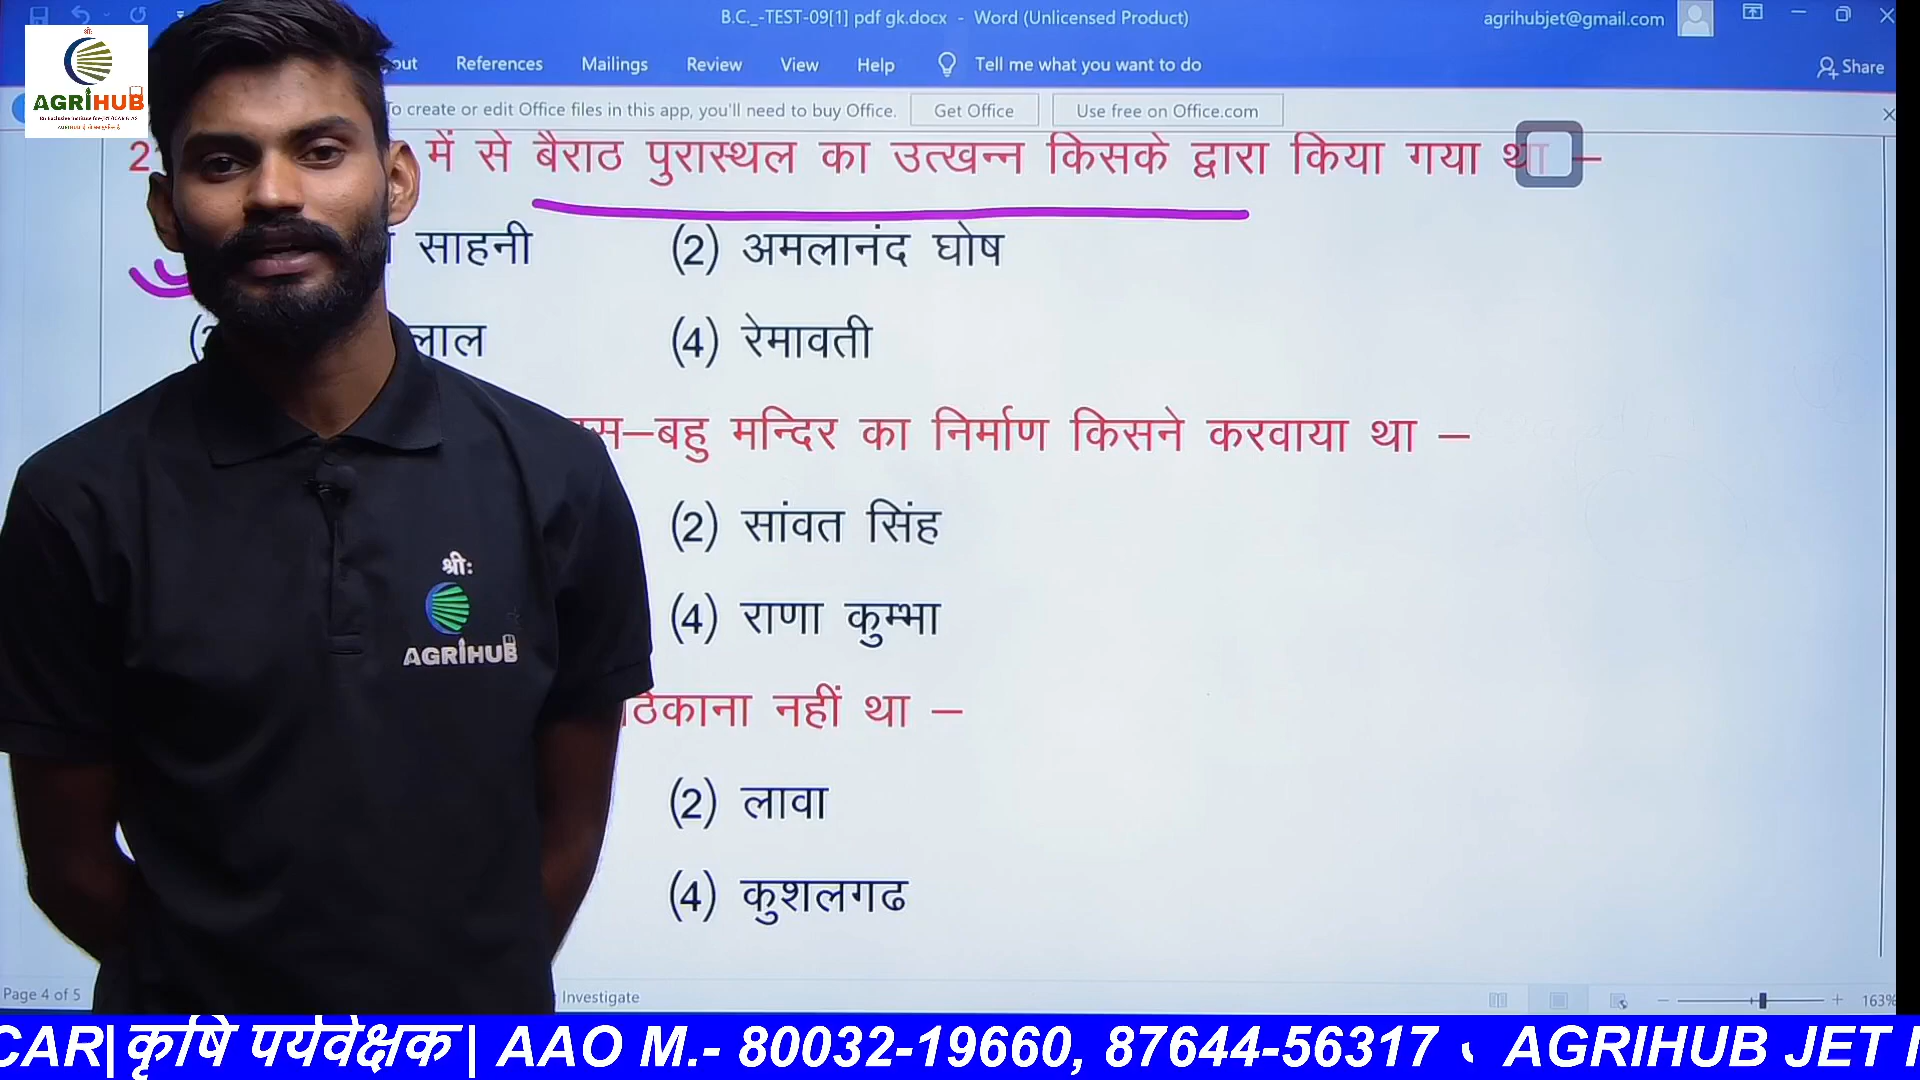 B.C._-TEST-09[1] pdf gk.docx - Word (Unlicensed Product)
agrihubjet@gmail.com
References Mailings Review View Help Tell me what you want to do
Share
To create or edit Office files in this app, you'll need to buy Office. Get Office Use free on Office.com
श्रीः
AGRIHUB
में से बैराठ पुरास्थल का उत्खन्न किसके द्वारा किया गया था –
साहनी (2) अमलानंद घोष
लाल (4) रेमावती
–बहु मन्दिर का निर्माण किसने करवाया था –
(2) सांवत सिंह
(4) राणा कुम्भा
ठिकाना नहीं था –
(2) लावा
(4) कुशलगढ
श्रीः
AGRIHUB
Page 4 of 5
Investigate
163%
CAR| कृषि पर्यवेक्षक | AAO M.- 80032-19660, 87644-56317 AGRIHUB JET